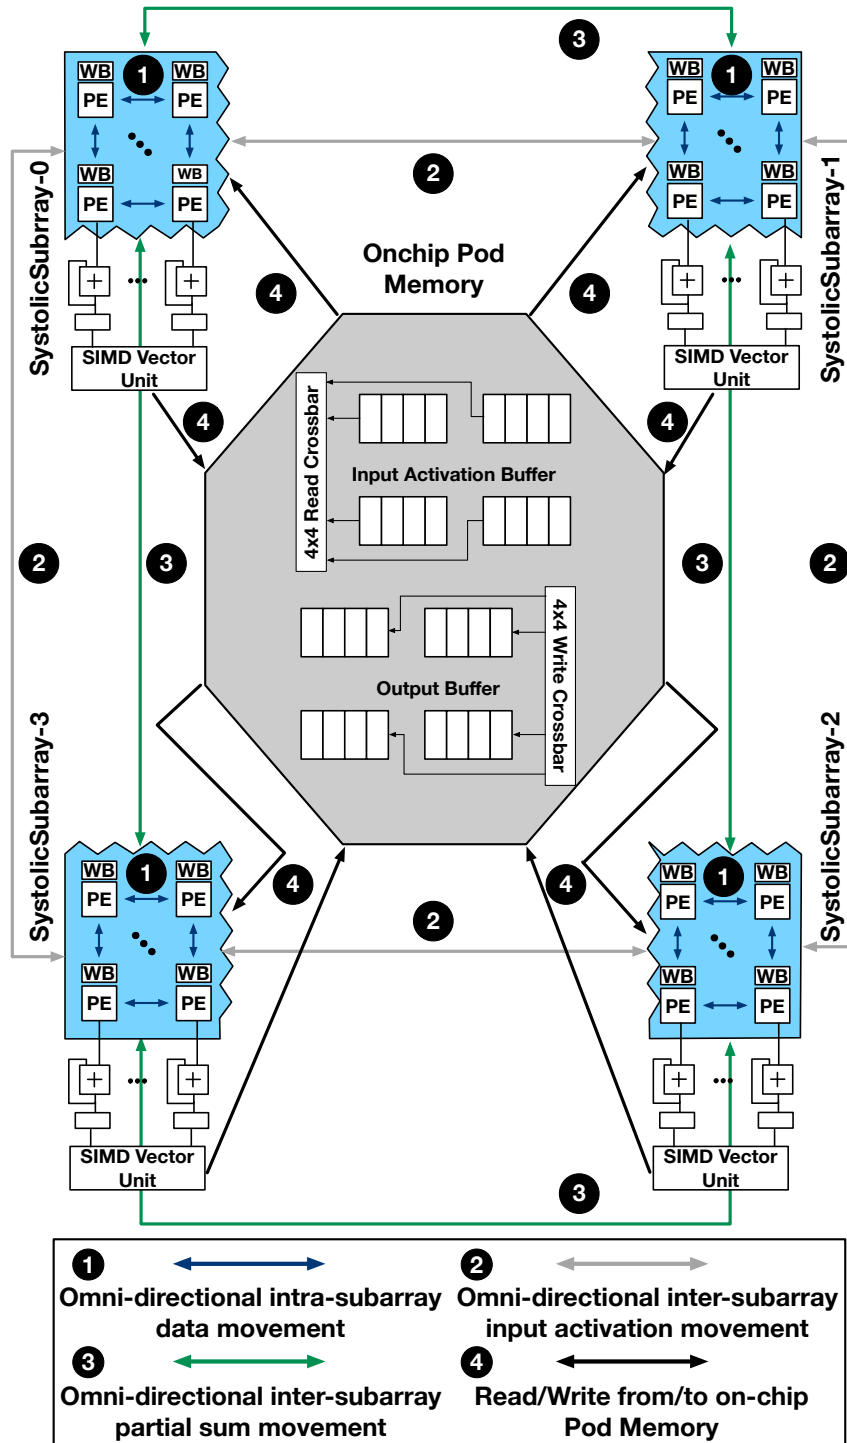 3
WB
1
WB
PE
PE
WB
WB
PE
PE
WB
1
WB
PE
PE
WB
WB
PE
PE
2
SystolicSubrray-0
SystolicSubarray-1
Onchip Pod
Memory
4
4
+
...
+
+
...
+
SIMD Vector
Unit
SIMD Vector
Unit
4
4
4x4 Read Crossbar
Input Activation Buffer
2
3
3
2
4x4 Write Crossbar
Output Buffer
SystolicSubarray-3
SystolicSubarray-2
WB
1
WB
PE
PE
WB
WB
PE
PE
4
2
4
WB
1
WB
PE
PE
WB
WB
PE
PE
+
...
+
+
...
+
SIMD Vector
Unit
SIMD Vector
Unit
3
1
Omni-directional intra-subarray
data movement
2
Omni-directional inter-subarray
input activation movement
3
Omni-directional inter-subarray
partial sum movement
4
Read/Write from/to on-chip
Pod Memory